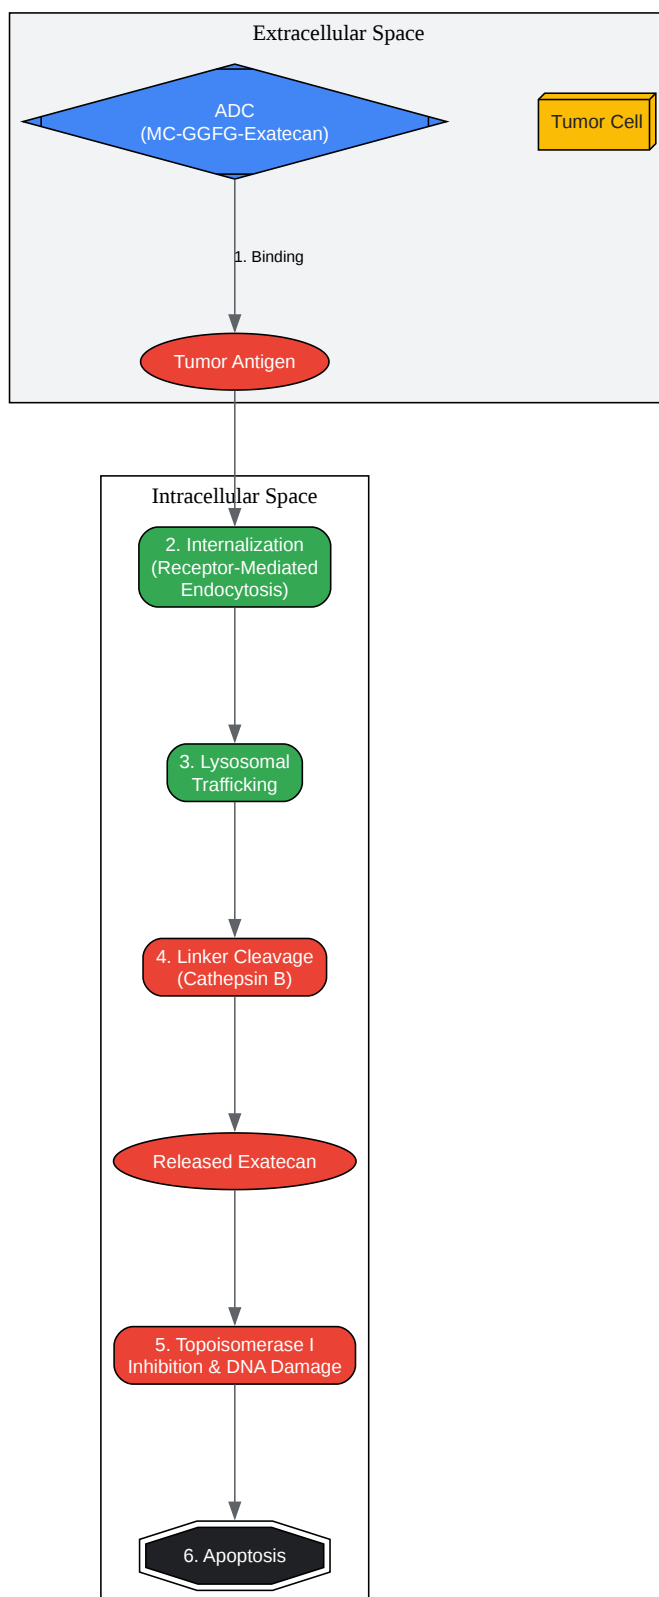 Extracellular Space
ADC
(MC-GGFG-Exatecan)
Tumor Cell
1. Binding
Tumor Antigen
Intracellular Space
2. Internalization
(Receptor-Mediated
Endocytosis)
3. Lysosomal
Trafficking
4. Linker Cleavage
(Cathepsin B)
Released Exatecan
5. Topoisomerase I
Inhibition & DNA Damage
6. Apoptosis